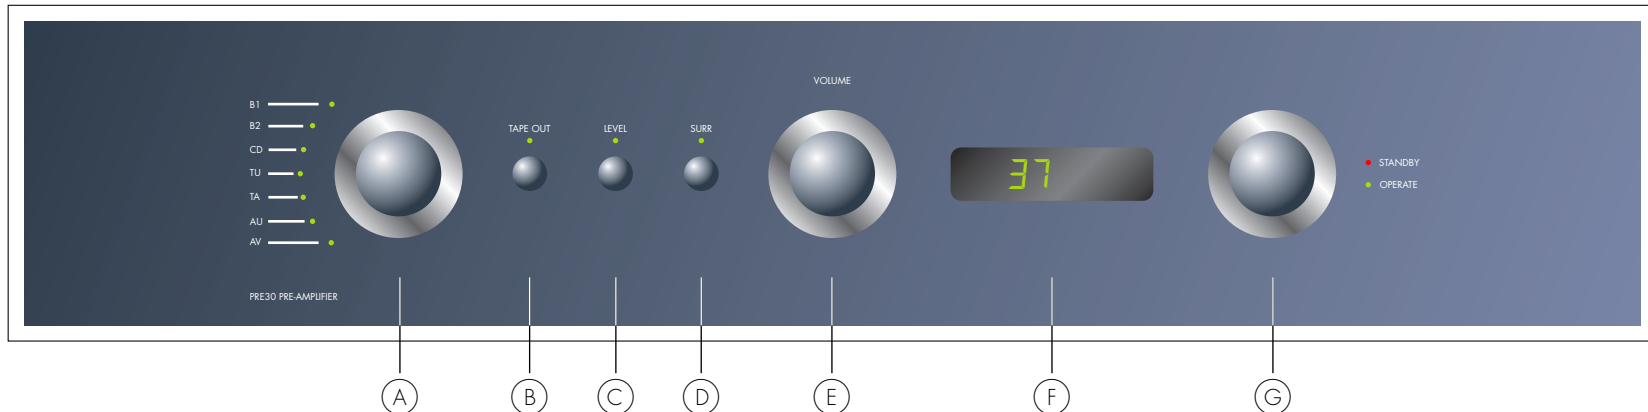 VOLUME
B1
B2
CD
TU
TA
AU
AV
TAPE OUT
LEVEL
SURR
37
STANDBY
OPERATE
PRE30 PRE-AMPLIFIER
A B C D E F G